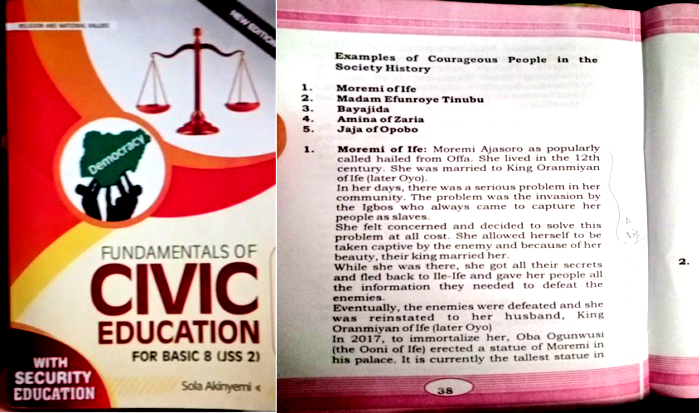 RELIGION AND NATIONAL VALUES
NEW EDITION
Democracy
FUNDAMENTALS OF
CIVIC
EDUCATION
FOR BASIC 8 (JSS 2)
WITH
SECURITY
EDUCATION
Sola Akinyemi
Examples of Courageous People in the
Society History
1. Moremi of Ife
2. Madam Efunroye Tinubu
3. Bayajida
4. Amina of Zaria
5. Jaja of Opobo
1. Moremi of Ife: Moremi Ajasoro as popularly
called hailed from Offa. She lived in the 12th
century. She was married to King Oranmiyan
of Ife (later Oyo).
In her days, there was a serious problem in her
community. The problem was the invasion by
the Igbos who always came to capture her
people as slaves.
She felt concerned and decided to solve this
problem at all cost. She allowed herself to be
taken captive by the enemy and because of her
beauty, their king married her.
While she was there, she got all their secrets
and fled back to Ile-Ife and gave her people all
the information they needed to defeat the
enemies.
Eventually, the enemies were defeated and she
was reinstated to her husband, King
Oranmiyan of Ife (later Oyo)
In 2017, to immortalize her, Oba Ogunwusi
(the Ooni of Ife) erected a statue of Moremi in
his palace. It is currently the tallest statue in
38
2.